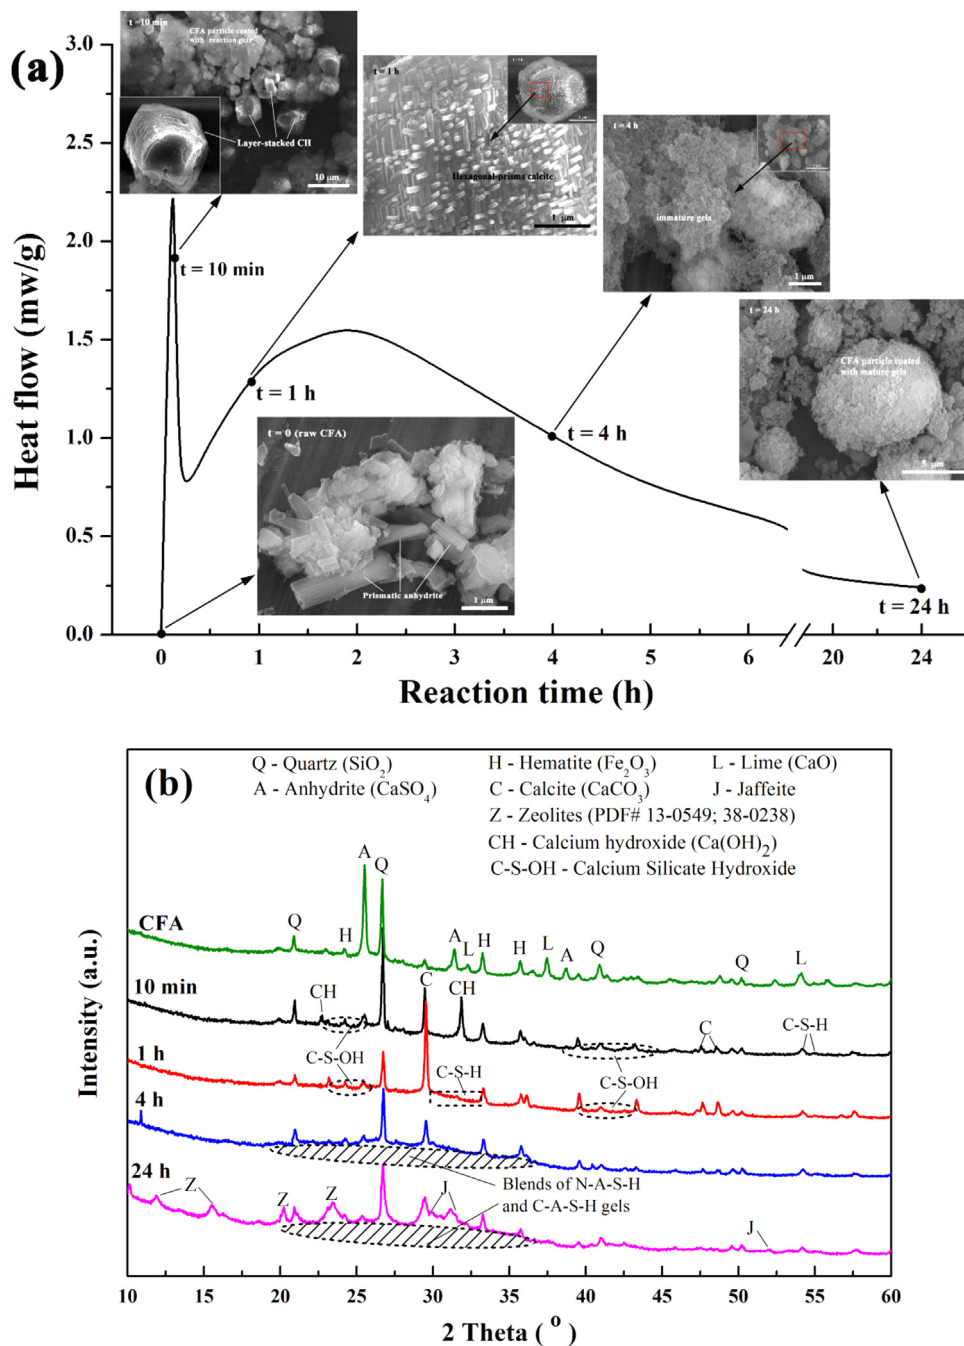 (a)
Heat flow (mw/g)
3.0
2.5
2.0
1.5
1.0
0.5
0.0
t =10 min
CFA particle coated
with reaction gels
Layer-stacked CH
10 μm
t = 1 h
Hexagonal-prisms calcite
1 μm
t = 4 h
immature gels
1 μm
t = 24 h
CFA particle coated
with mature gels
5 μm
t = 0 (raw CFA)
Prismatic anhydrite
1 μm
t = 10 min
t = 1 h
t = 4 h
t = 24 h
0 1 2 3 4 5 6 20 24
Reaction time (h)
(b)
Q - Quartz (SiO2) H - Hematite (Fe2O3) L - Lime (CaO)
A - Anhydrite (CaSO4) C - Calcite (CaCO3) J - Jaffeite
Z - Zeolites (PDF# 13-0549; 38-0238)
CH - Calcium hydroxide (Ca(OH)2)
C-S-OH - Calcium Silicate Hydroxide
Intensity (a.u.)
CFA
Q H A Q A L H H L A Q Q L
10 min
CH C CH C C-S-H
C-S-OH C-S-OH
1 h
C-S-H
4 h
Blends of N-A-S-H
and C-A-S-H gels
24 h
Z Z Z J J
10 15 20 25 30 35 40 45 50 55 60
2 Theta ( o )